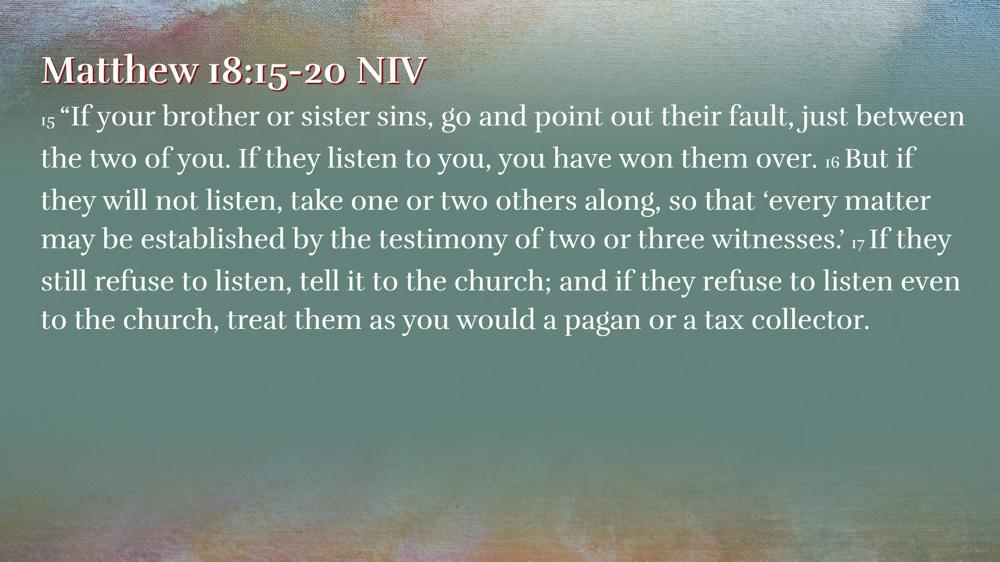 Matthew 18:15-20 NIV
15 “If your brother or sister sins, go and point out their fault, just between
the two of you. If they listen to you, you have won them over. 16 But if
they will not listen, take one or two others along, so that ‘every matter
may be established by the testimony of two or three witnesses.’ 17 If they
still refuse to listen, tell it to the church; and if they refuse to listen even
to the church, treat them as you would a pagan or a tax collector.